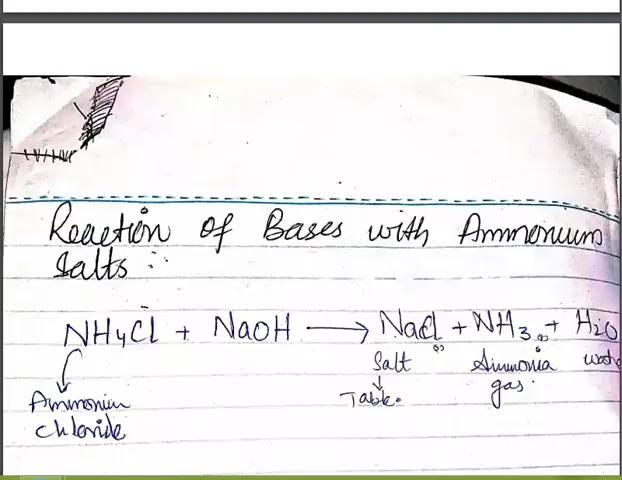 Reaction of Bases with Ammonium
Salts :-
NH4Cl + NaOH → NaCl + NH3 + H2O
Salt Ammonia
gas.
Table.
Ammonium
chloride